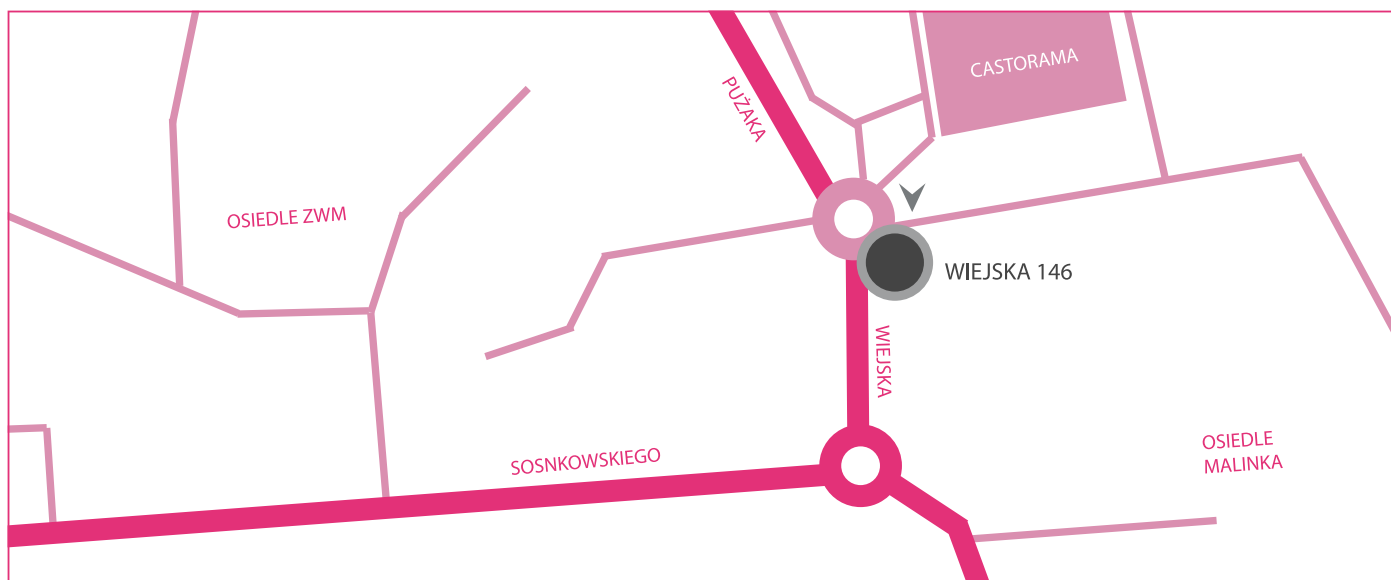 CASTORAMA
PUŻAKA
OSIEDLE ZWM
WIEJSKA 146
WIEJSKA
SOSNKOWSKIEGO
OSIEDLE
MALINKA